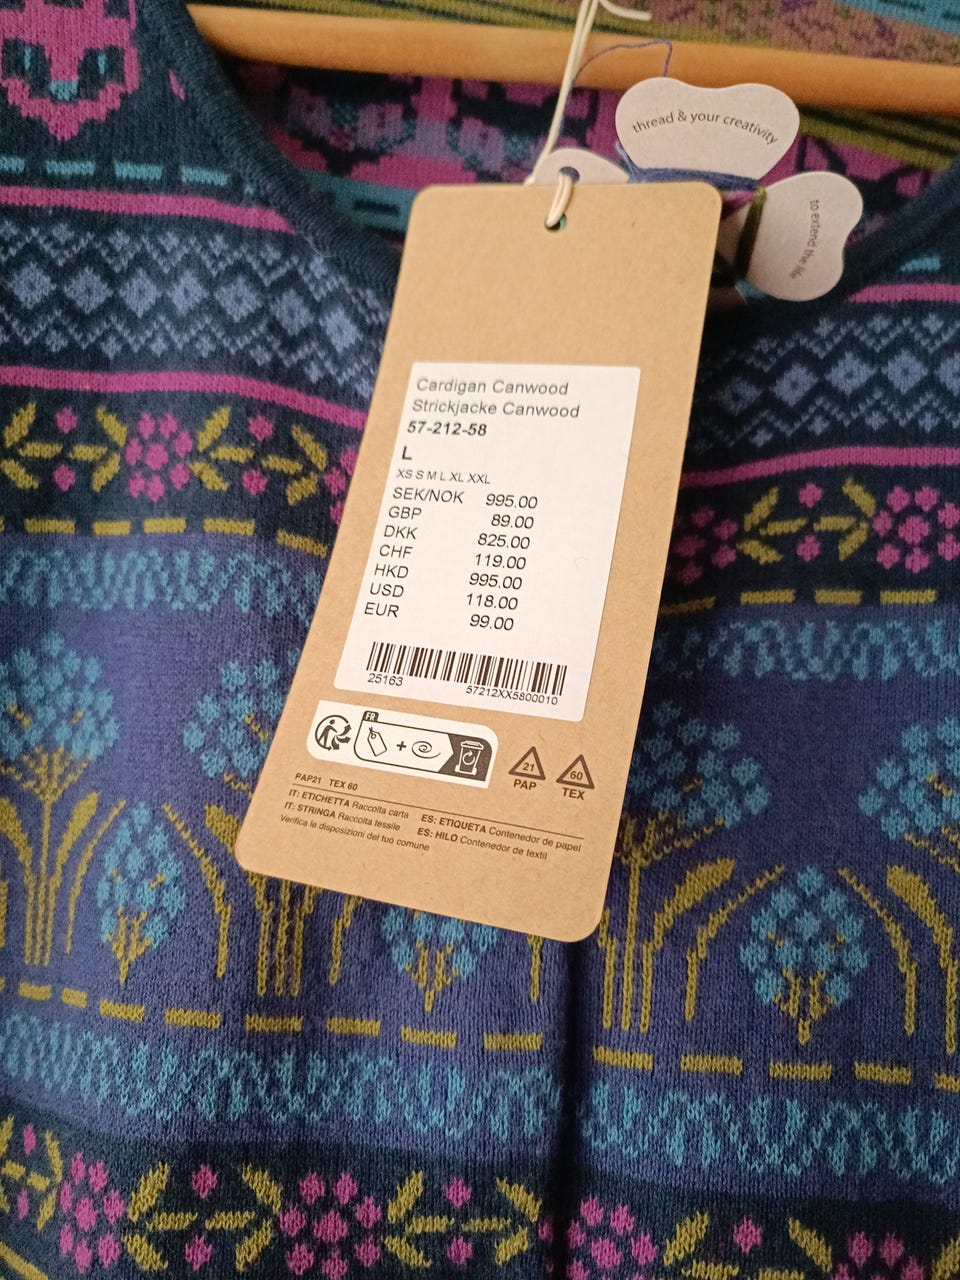 thread & your creativity
to extend the life
Cardigan Canwood
Strickjacke Canwood
57-212-58
L
XS S M L XL XXL
SEK/NOK 995.00
GBP 89.00
DKK 825.00
CHF 119.00
HKD 995.00
USD 118.00
EUR 99.00
25163 57212XX5800010
FR
+
21
PAP
60
TEX
PAP21 TEX 60
IT: ETICHETTA Raccolta carta
IT: STRINGA Raccolta tessile
Verifica le disposizioni del tuo comune
ES: ETIQUETA Contenedor de papel
ES: HILO Contenedor de textil